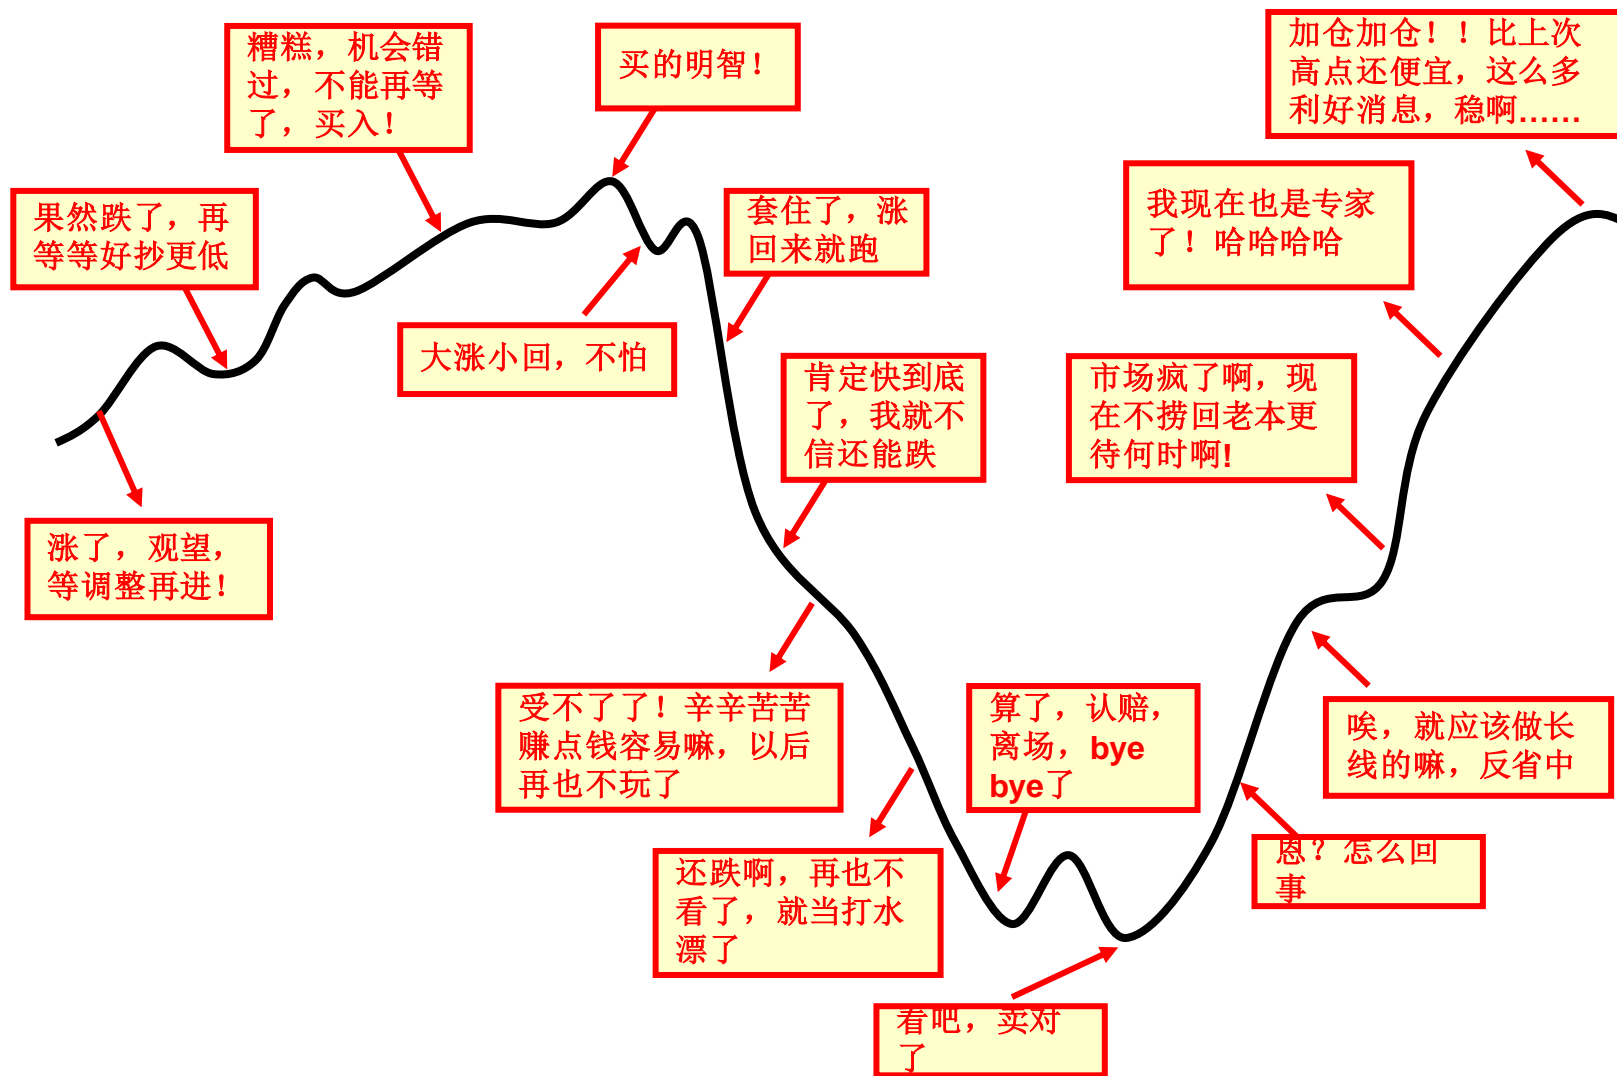 涨了，观望，
等调整再进！
果然跌了，再
等等好抄更低
糟糕，机会错
过，不能再等
了，买入！
买的明智！
大涨小回，不怕
套住了，涨
回来就跑
肯定快到底
了，我就不
信还能跌
受不了了！辛辛苦苦
赚点钱容易嘛，以后
再也不玩了
还跌啊，再也不
看了，就当打水
漂了
算了，认赔，
离场，bye
bye了
看吧，卖对
了
恩？怎么回
事
唉，就应该做长
线的嘛，反省中
市场疯了啊，现
在不捞回老本更
待何时啊!
我现在也是专家
了！哈哈哈哈
加仓加仓！！比上次
高点还便宜，这么多
利好消息，稳啊......